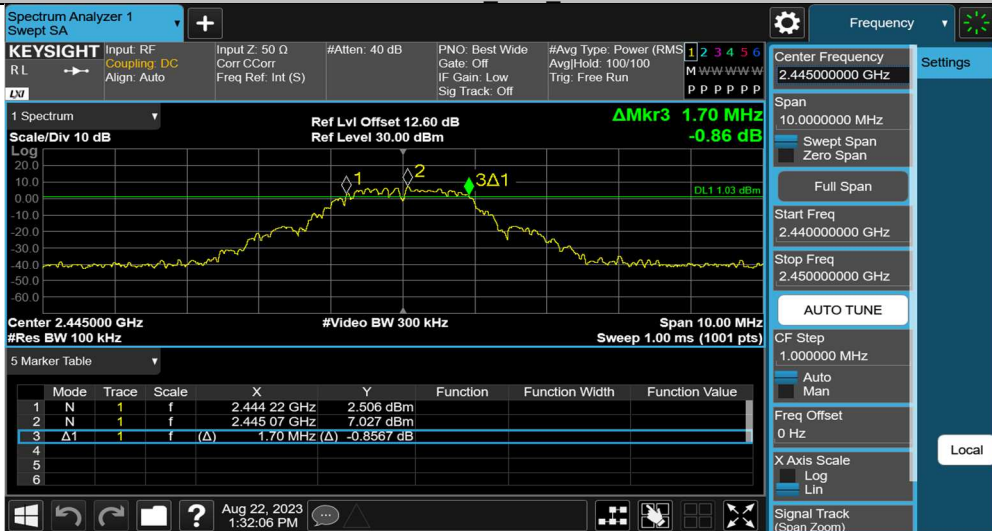 Spectrum Analyzer 1
Swept SA
+
Frequency
KEYSIGHT
RL
LXI
Input: RF
Coupling: DC
Align: Auto
Input Z: 50 Ω
Corr CCorr
Freq Ref: Int (S)
#Atten: 40 dB
PNO: Best Wide
Gate: Off
IF Gain: Low
Sig Track: Off
#Avg Type: Power (RMS
Avg|Hold: 100/100
Trig: Free Run
1 2 3 4 5 6
M W W W W W
P P P P P P
1 Spectrum
Scale/Div 10 dB
Ref Lvl Offset 12.60 dB
Ref Level 30.00 dBm
ΔMkr3 1.70 MHz
-0.86 dB
Log
20.0
10.0
0.00
-10.0
-20.0
-30.0
-40.0
-50.0
-60.0
1
2
3Δ1
DL1 1.03 dBm
Center 2.445000 GHz
#Res BW 100 kHz
#Video BW 300 kHz
Span 10.00 MHz
Sweep 1.00 ms (1001 pts)
5 Marker Table
Mode Trace Scale X Y Function Function Width Function Value
1 N 1 f 2.444 22 GHz 2.506 dBm
2 N 1 f 2.445 07 GHz 7.027 dBm
3 Δ1 1 f (Δ) 1.70 MHz (Δ) -0.8567 dB
4
5
6
?
Aug 22, 2023
1:32:06 PM
Center Frequency
2.445000000 GHz
Span
10.0000000 MHz
Swept Span
Zero Span
Full Span
Start Freq
2.440000000 GHz
Stop Freq
2.450000000 GHz
AUTO TUNE
CF Step
1.000000 MHz
Auto
Man
Freq Offset
0 Hz
X Axis Scale
Log
Lin
Signal Track
(Span Zoom)
Settings
Local